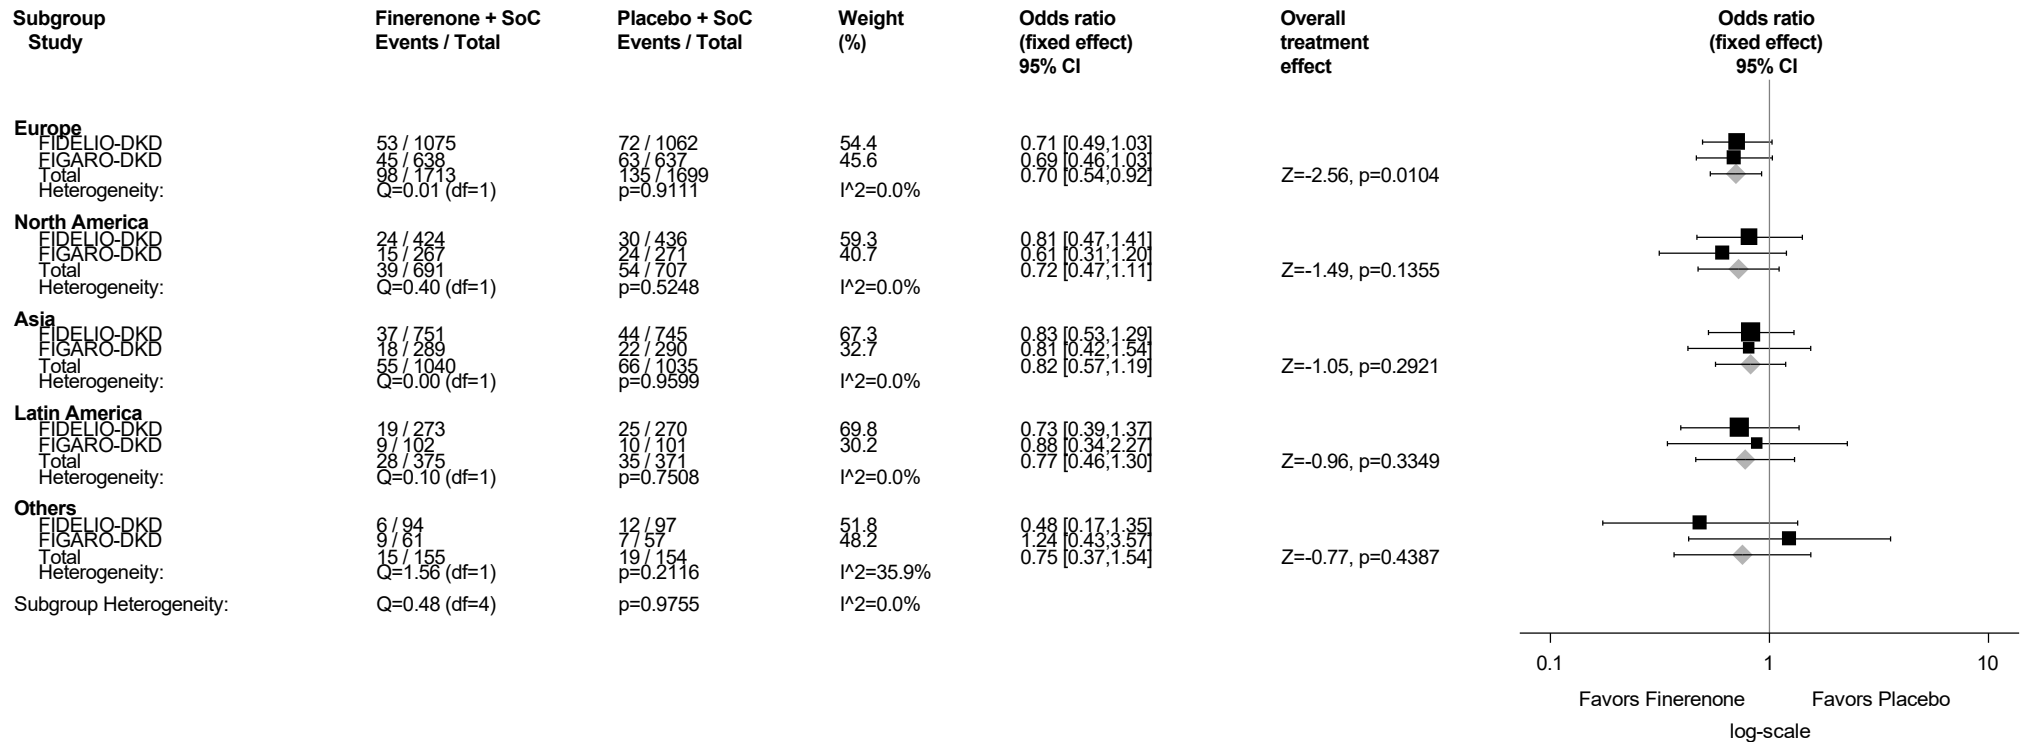 Subgroup Finerenone + SoC Placebo + SoC Weight Odds ratio Overall Odds ratio
Study Events / Total Events / Total (%) (fixed effect) treatment (fixed effect)
95% CI effect 95% CI
Europe
FIDELIO-DKD 53 / 1075 72 / 1062 54.4 0.71 [0.49,1.03]
FIGARO-DKD 45 / 638 63 / 637 45.6 0.69 [0.46,1.03]
Total 98 / 1713 135 / 1699 0.70 [0.54,0.92] Z=-2.56, p=0.0104
Heterogeneity: Q=0.01 (df=1) p=0.9111 I^2=0.0%
North America
FIDELIO-DKD 24 / 424 30 / 436 59.3 0.81 [0.47,1.41]
FIGARO-DKD 15 / 267 24 / 271 40.7 0.61 [0.31,1.20]
Total 39 / 691 54 / 707 0.72 [0.47,1.11] Z=-1.49, p=0.1355
Heterogeneity: Q=0.40 (df=1) p=0.5248 I^2=0.0%
Asia
FIDELIO-DKD 37 / 751 44 / 745 67.3 0.83 [0.53,1.29]
FIGARO-DKD 18 / 289 22 / 290 32.7 0.81 [0.42,1.54]
Total 55 / 1040 66 / 1035 0.82 [0.57,1.19] Z=-1.05, p=0.2921
Heterogeneity: Q=0.00 (df=1) p=0.9599 I^2=0.0%
Latin America
FIDELIO-DKD 19 / 273 25 / 270 69.8 0.73 [0.39,1.37]
FIGARO-DKD 9 / 102 10 / 101 30.2 0.88 [0.34,2.27]
Total 28 / 375 35 / 371 0.77 [0.46,1.30] Z=-0.96, p=0.3349
Heterogeneity: Q=0.10 (df=1) p=0.7508 I^2=0.0%
Others
FIDELIO-DKD 6 / 94 12 / 97 51.8 0.48 [0.17,1.35]
FIGARO-DKD 9 / 61 7 / 57 48.2 1.24 [0.43,3.57]
Total 15 / 155 19 / 154 0.75 [0.37,1.54] Z=-0.77, p=0.4387
Heterogeneity: Q=1.56 (df=1) p=0.2116 I^2=35.9%
Subgroup Heterogeneity: Q=0.48 (df=4) p=0.9755 I^2=0.0%
0.1 1 10
Favors Finerenone Favors Placebo
log-scale